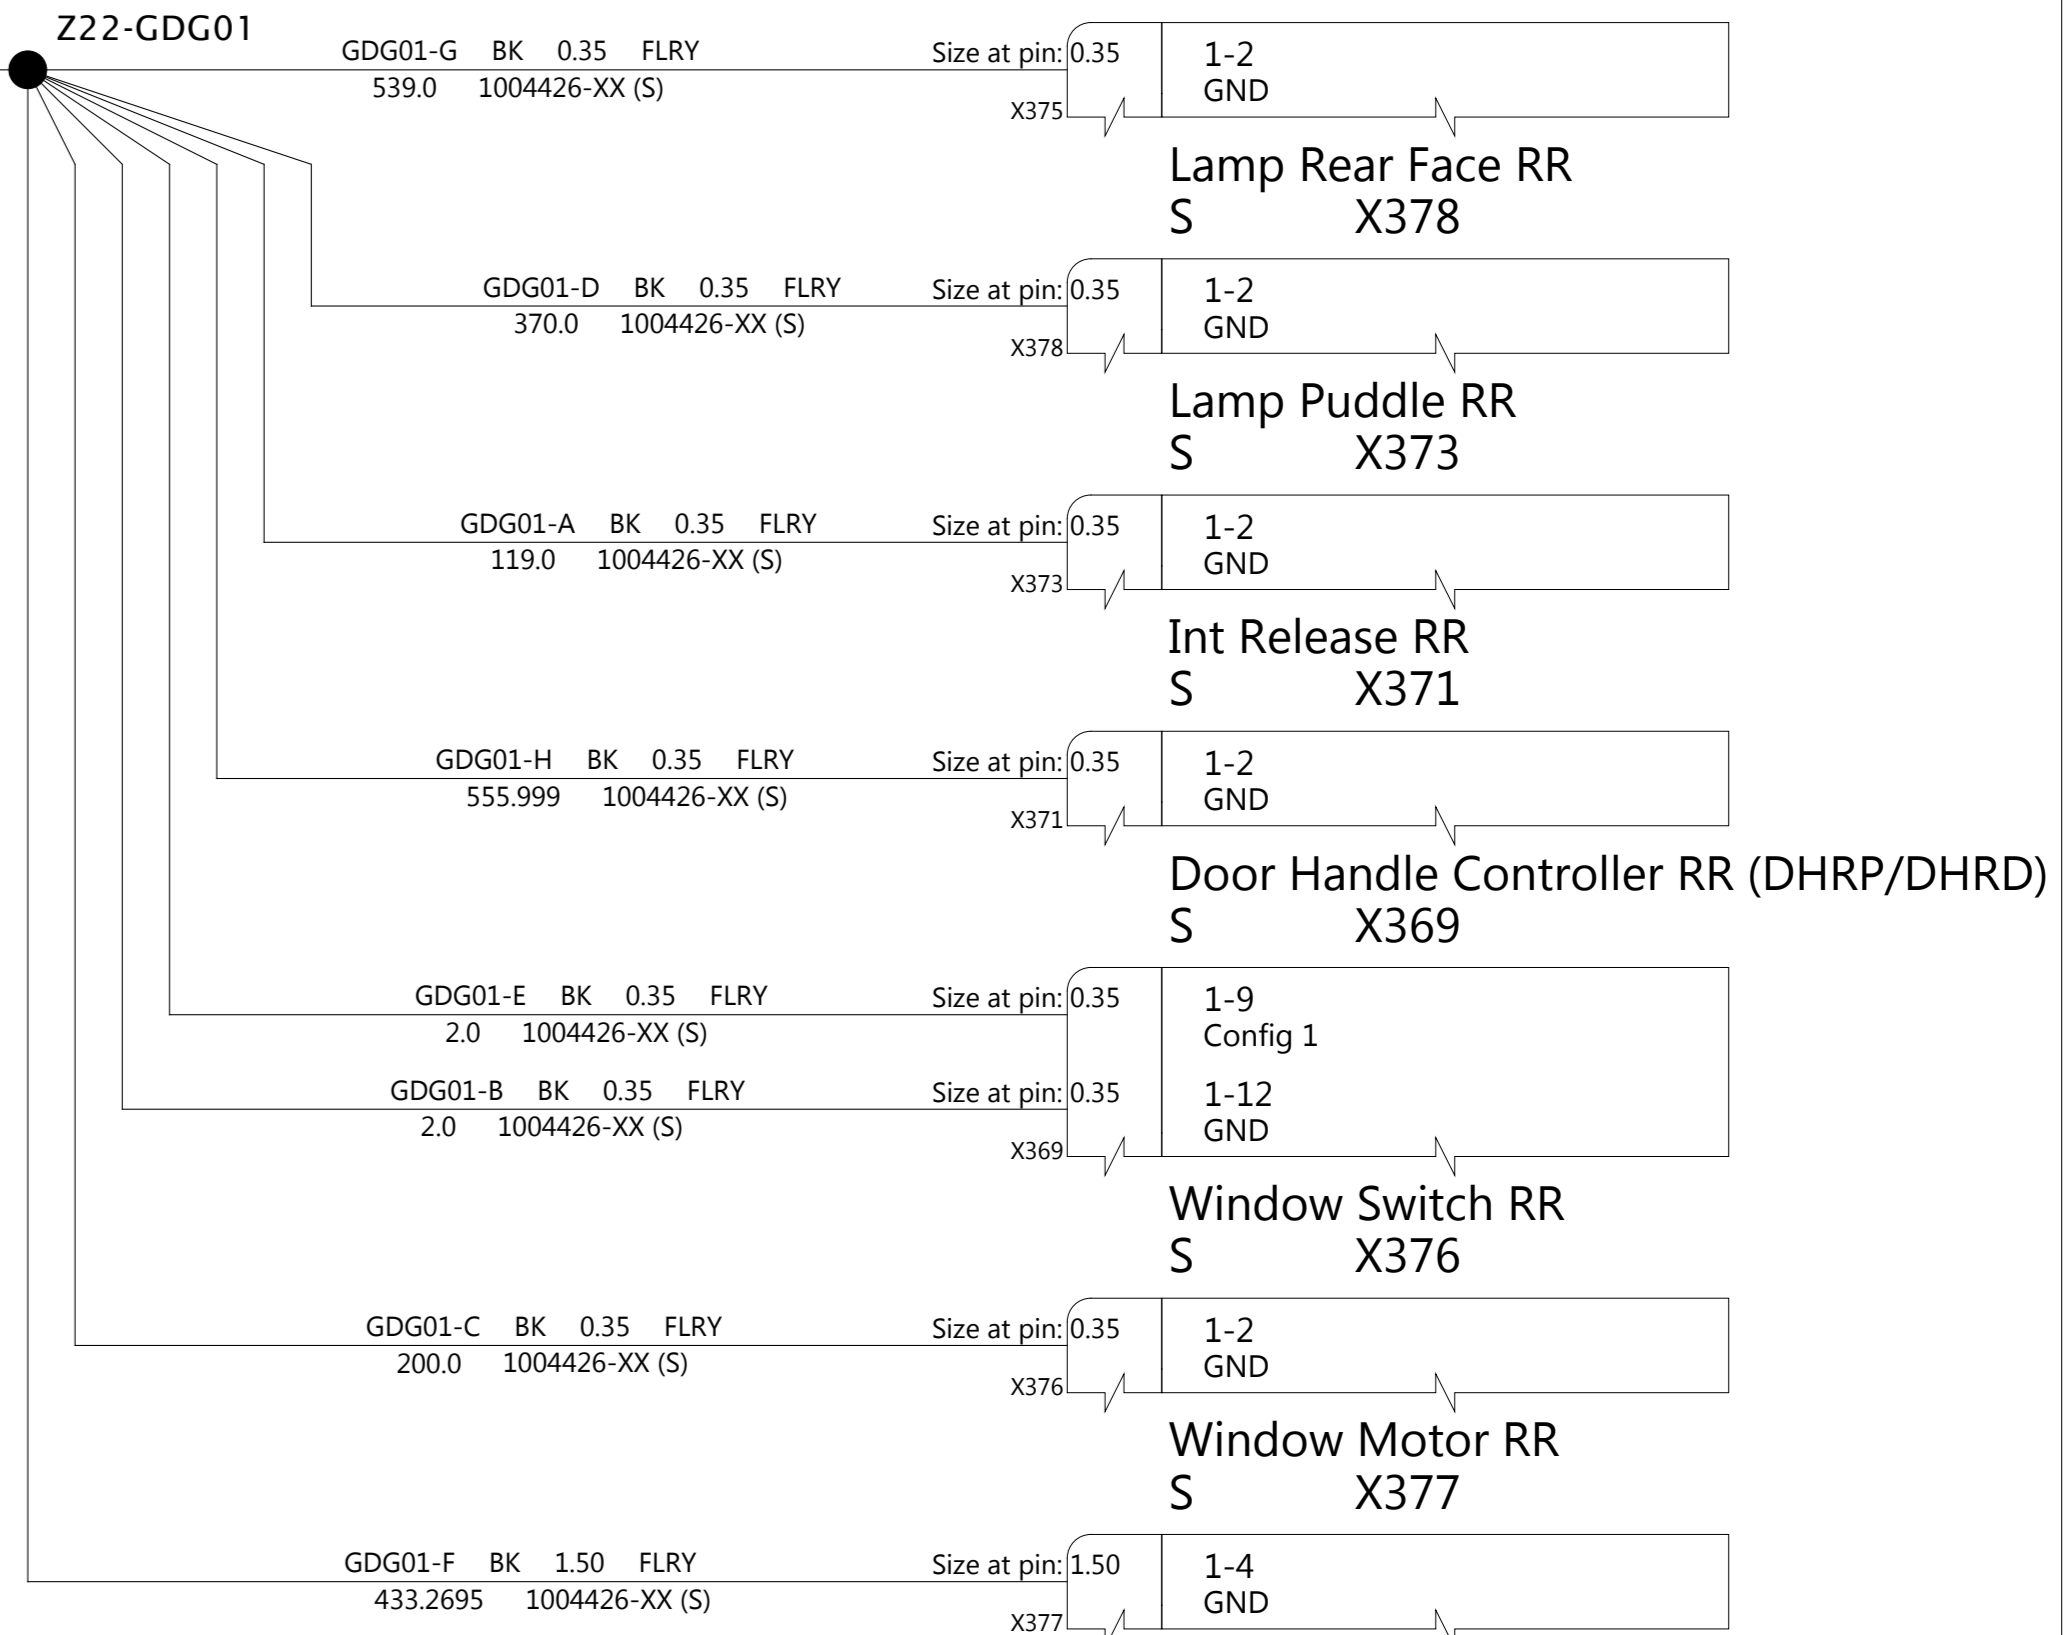 Z22-GDG01
GDG01-G BK 0.35 FLRY
539.0 1004426-XX (S)
Size at pin: 0.35
1-2
GND
X375
Lamp Rear Face RR
S X378
GDG01-D BK 0.35 FLRY
370.0 1004426-XX (S)
Size at pin: 0.35
1-2
GND
X378
Lamp Puddle RR
S X373
GDG01-A BK 0.35 FLRY
119.0 1004426-XX (S)
Size at pin: 0.35
1-2
GND
X373
Int Release RR
S X371
GDG01-H BK 0.35 FLRY
555.999 1004426-XX (S)
Size at pin: 0.35
1-2
GND
X371
Door Handle Controller RR (DHRP/DHRD)
S X369
GDG01-E BK 0.35 FLRY
2.0 1004426-XX (S)
Size at pin: 0.35
1-9
Config 1
GDG01-B BK 0.35 FLRY
2.0 1004426-XX (S)
Size at pin: 0.35
1-12
GND
X369
Window Switch RR
S X376
GDG01-C BK 0.35 FLRY
200.0 1004426-XX (S)
Size at pin: 0.35
1-2
GND
X376
Window Motor RR
S X377
GDG01-F BK 1.50 FLRY
433.2695 1004426-XX (S)
Size at pin: 1.50
1-4
GND
X377